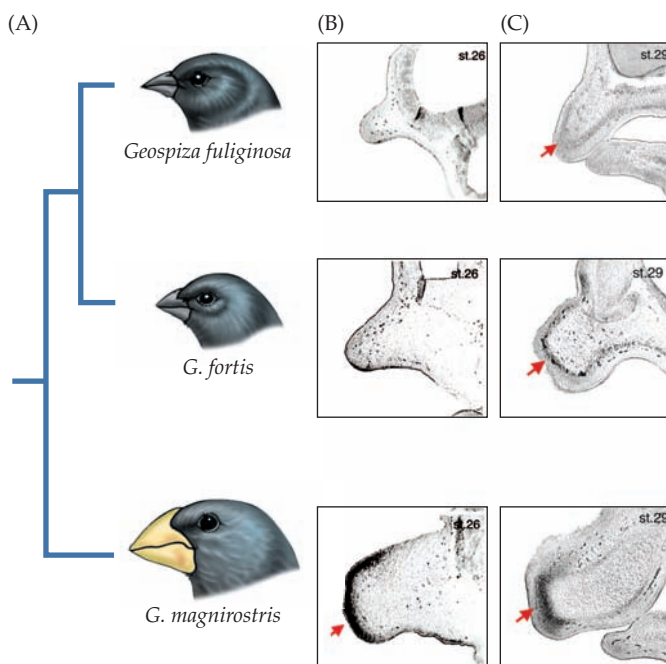 (A) (B) (C)
st.26 st.29
Geospiza fuliginosa
st.26 st.29
G. fortis
st.26 st.29
G. magnirostris